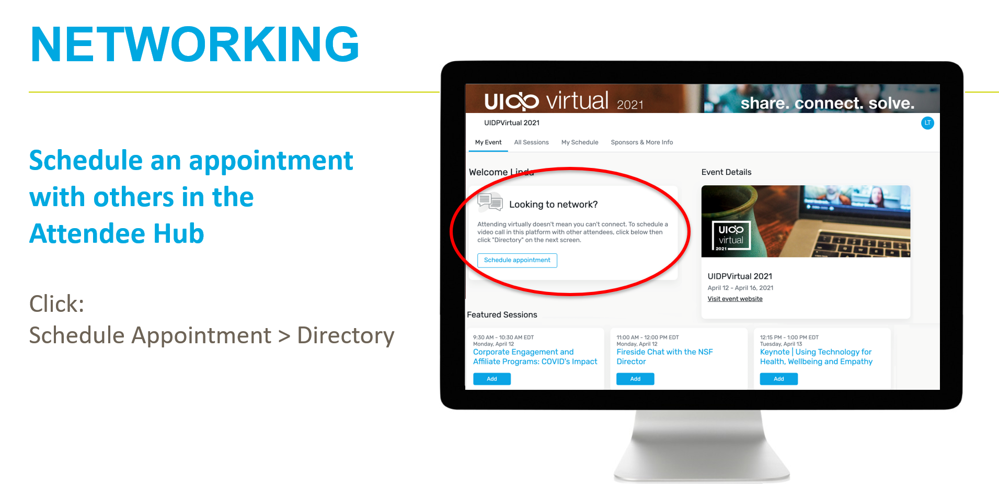 NETWORKING
Schedule an appointment
with others in the
Attendee Hub
Click:
Schedule Appointment > Directory
UIDP virtual 2021
share. connect. solve.
UIDPVirtual 2021
LT
My Event
All Sessions
My Schedule
Sponsors & More Info
Welcome Linda
Looking to network?
Attending virtually doesn't mean you can't connect. To schedule a
video call in this platform with other attendees, click below then
click "Directory" on the next screen.
Schedule appointment
Event Details
UIDP
virtual
2021
UIDPVirtual 2021
April 12 - April 16, 2021
Visit event website
Featured Sessions
9:30 AM - 10:30 AM EDT
Monday, April 12
Corporate Engagement and
Affiliate Programs: COVID's Impact
Add
11:00 AM - 12:00 PM EDT
Monday, April 12
Fireside Chat with the NSF
Director
Add
12:15 PM - 1:00 PM EDT
Tuesday, April 13
Keynote | Using Technology for
Health, Wellbeing and Empathy
Add